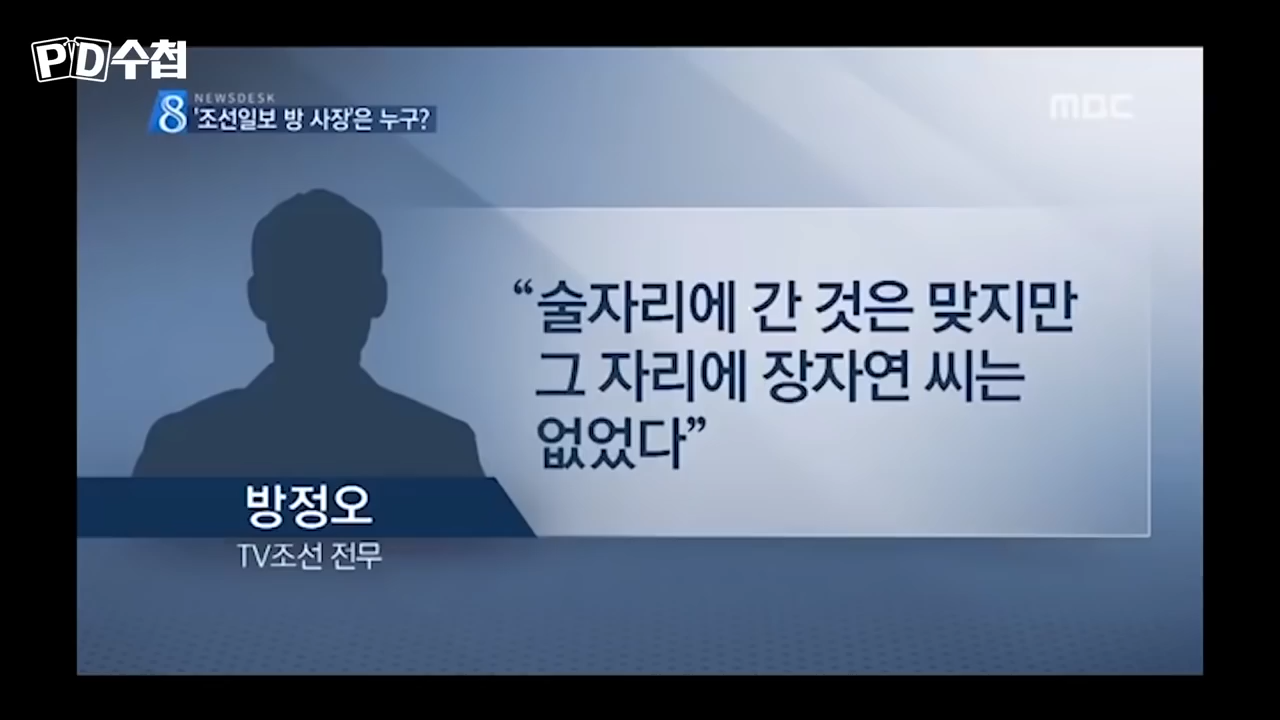 PD수첩
NEWSDESK
8 '조선일보 방 사장'은 누구?
MBC
“술자리에 간 것은 맞지만
그 자리에 장자연 씨는
없었다”
방정오
TV조선 전무